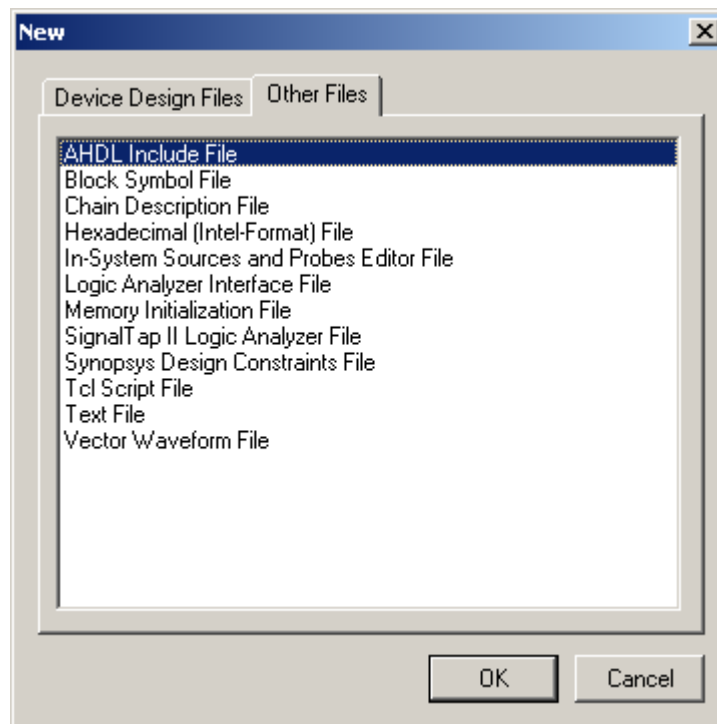 New
Device Design Files
Other Files
AHDL Include File
Block Symbol File
Chain Description File
Hexadecimal (Intel-Format) File
In-System Sources and Probes Editor File
Logic Analyzer Interface File
Memory Initialization File
SignalTap II Logic Analyzer File
Synopsys Design Constraints File
Tcl Script File
Text File
Vector Waveform File
OK
Cancel